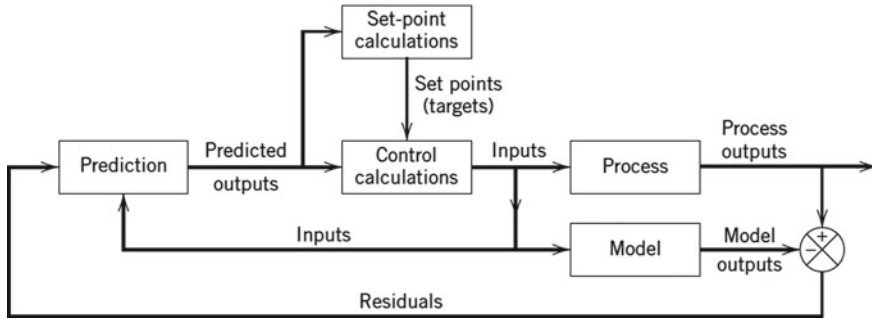 Set-point
calculations
Set points
(targets)
Prediction
Predicted
outputs
Control
calculations
Inputs
Process
Process
outputs
+
−
Inputs
Model
Model
outputs
Residuals